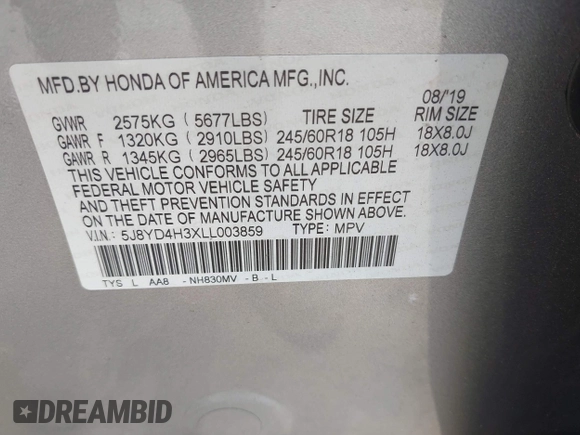 MFD.BY HONDA OF AMERICA MFG.,INC.
08/'19
GVWR 2575KG ( 5677LBS) TIRE SIZE RIM SIZE
GAWR F 1320KG ( 2910LBS) 245/60R18 105H 18X8.0J
GAWR R 1345KG ( 2965LBS) 245/60R18 105H 18X8.0J
THIS VEHICLE CONFORMS TO ALL APPLICABLE
FEDERAL MOTOR VEHICLE SAFETY
AND THEFT PREVENTION STANDARDS IN EFFECT
ON THE DATE OF MANUFACTURE SHOWN ABOVE.
V.I.N.: 5J8YD4H3XLL003859 TYPE: MPV
TYS L AA8 - NH830MV - B - L
DREAMBID